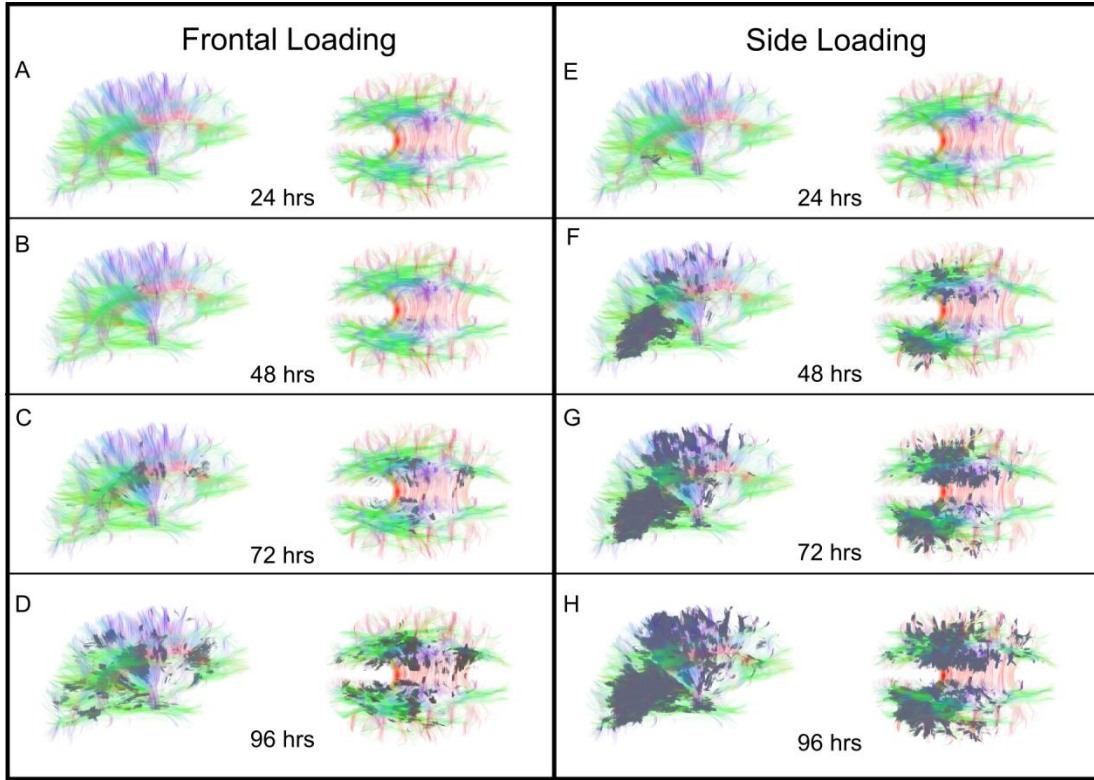 Frontal Loading
A
24 hrs
B
48 hrs
C
72 hrs
D
96 hrs
Side Loading
E
24 hrs
F
48 hrs
G
72 hrs
H
96 hrs